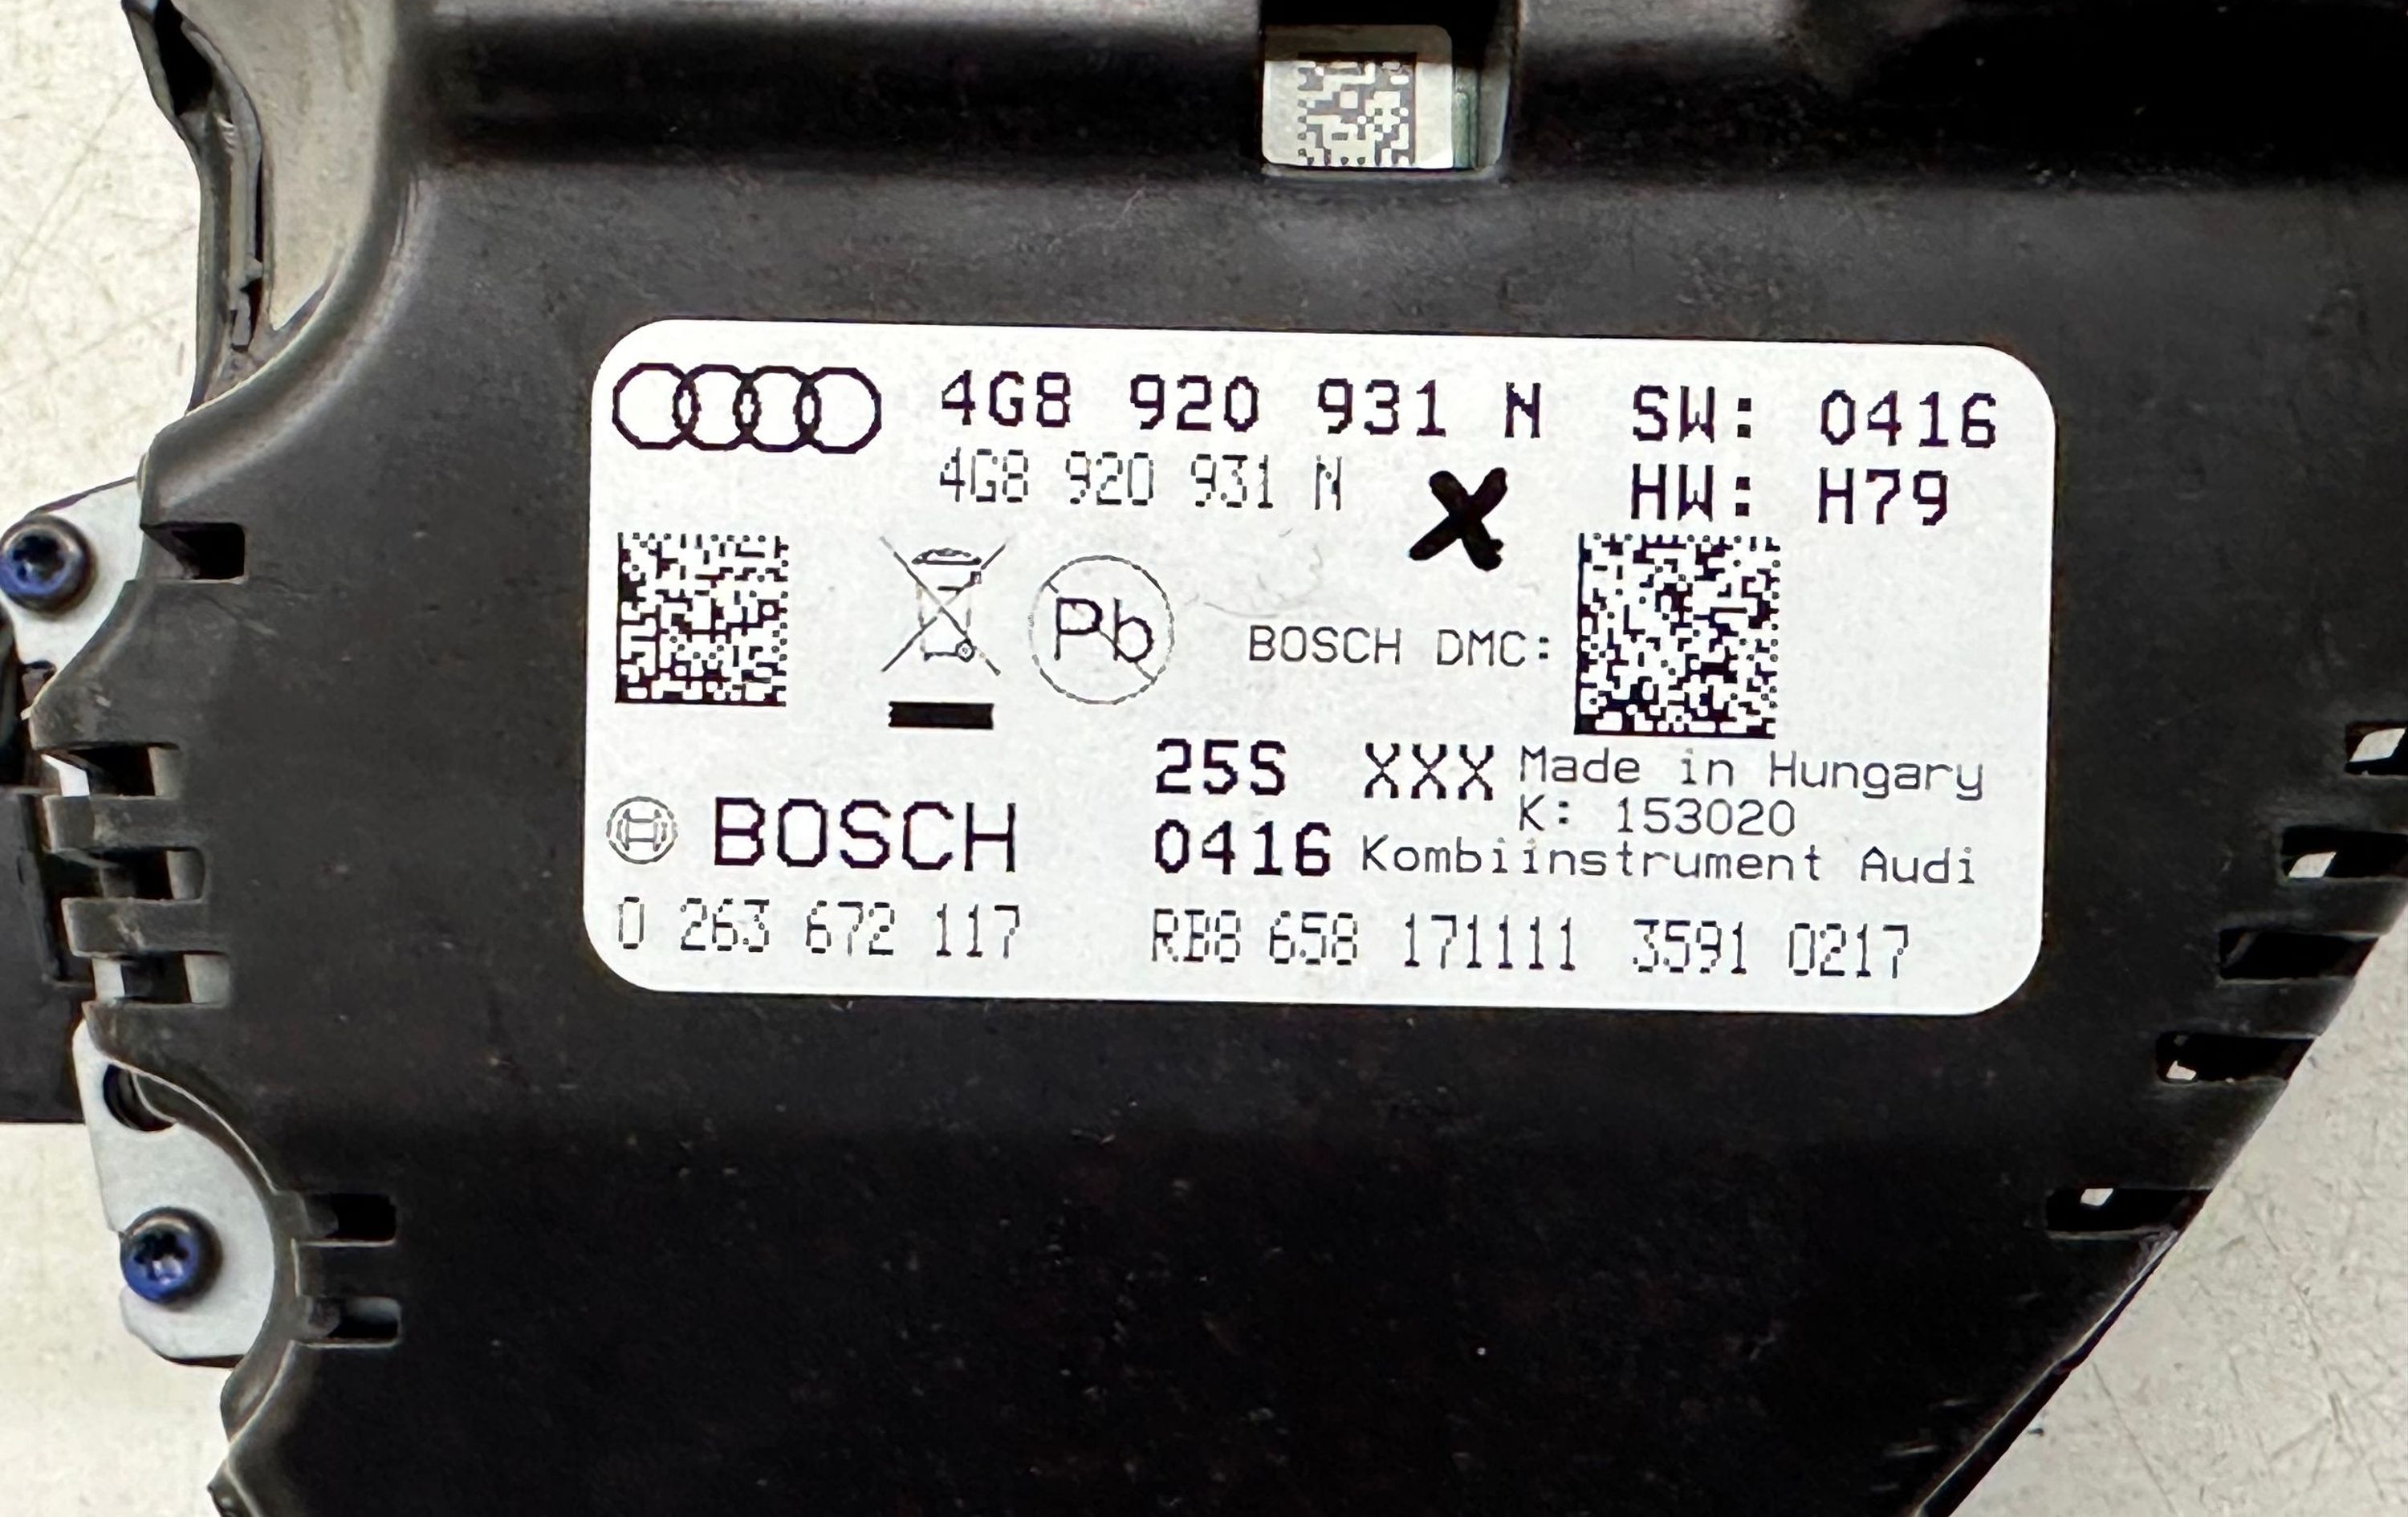 4G8 920 931 N SW: 0416
4G8 920 931 N HW: H79
Pb
BOSCH DMC:
25S XXX Made in Hungary
K: 153020
BOSCH 0416 Kombiinstrument Audi
0 263 672 117 RB8 658 171111 3591 0217